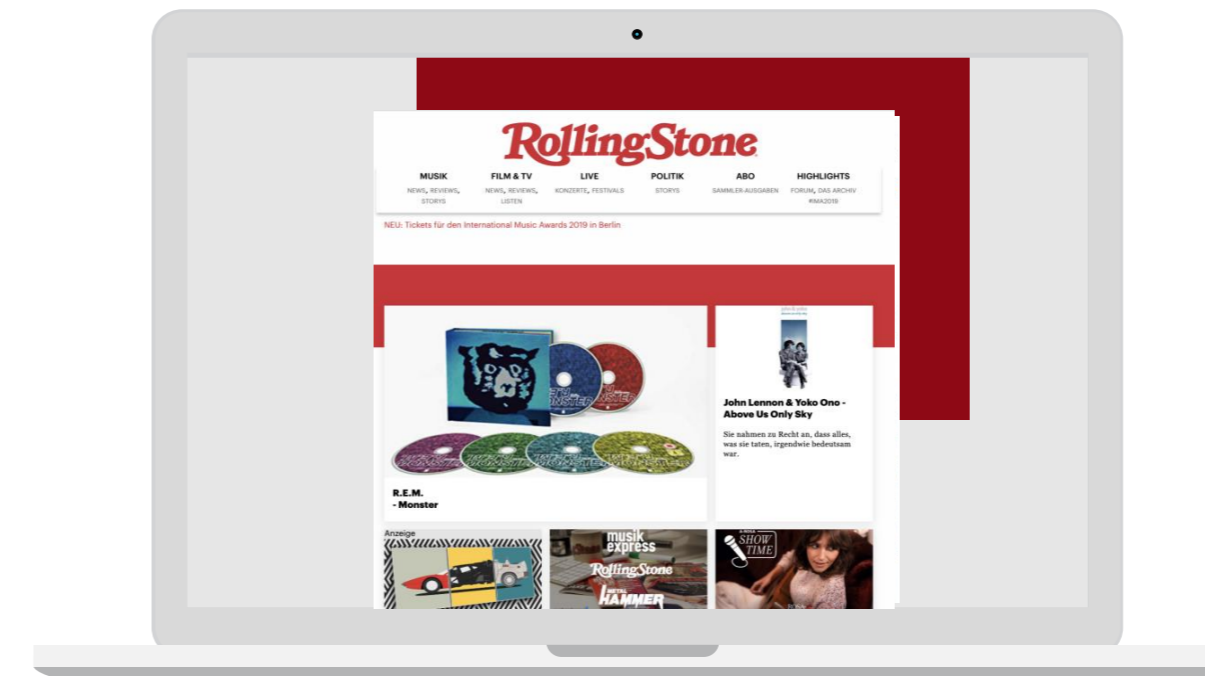 RollingStone
MUSIK FILM & TV LIVE POLITIK ABO HIGHLIGHTS
NEWS, REVIEWS, NEWS, REVIEWS, KONZERTE, FESTIVALS STORYS SAMMLER-AUSGABEN FORUM, DAS ARCHIV
STORYS LISTEN #IMA2019
NEU: Tickets für den International Music Awards 2019 in Berlin
R.E.M.
- Monster
John Lennon & Yoko Ono -
Above Us Only Sky
Sie nahmen zu Recht an, dass alles,
was sie taten, irgendwie bedeutsam
war.
Anzeige
musik
express
RollingStone
METAL
HAMMER
SHOW
TIME